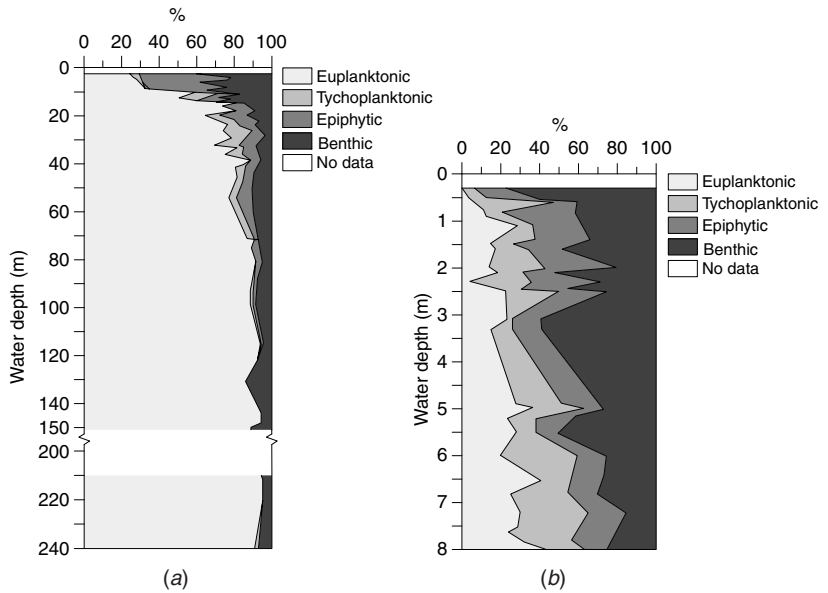 %
0 20 40 60 80 100
0
20
40
60
80
100
120
140
150
200
220
240
Water depth (m)
Euplanktonic
Tychoplanktonic
Epiphytic
Benthic
No data
(a)
%
0 20 40 60 80 100
0
1
2
3
4
5
6
7
8
Water depth (m)
Euplanktonic
Tychoplanktonic
Epiphytic
Benthic
No data
(b)